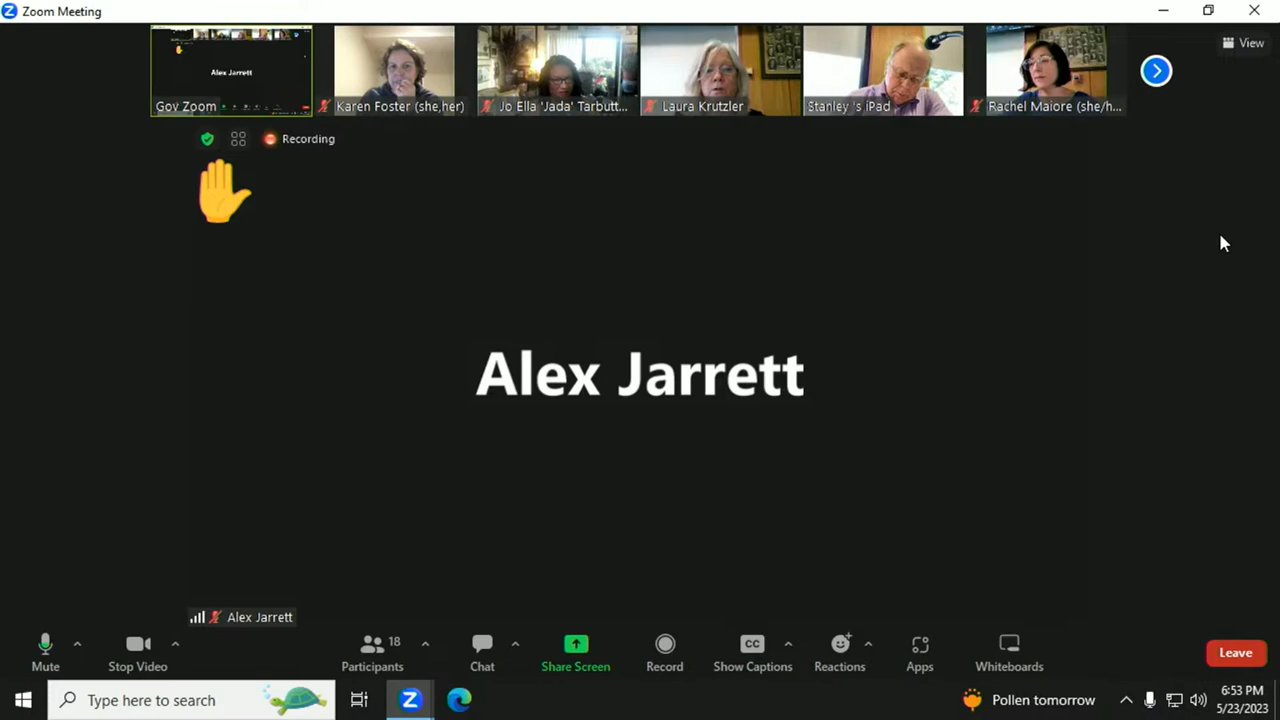 Zoom Meeting
Alex Jarrett
Gov Zoom
Karen Foster (she,her)
Jo Ella 'Jada' Tarbutt...
Laura Krutzler
Stanley 's iPad
Rachel Maiore (she/h...
View
Recording
Alex Jarrett
Alex Jarrett
Mute
Stop Video
18
Participants
Chat
Share Screen
Record
CC
Show Captions
Reactions
Apps
Whiteboards
Leave
Type here to search
Pollen tomorrow
6:53 PM
5/23/2023